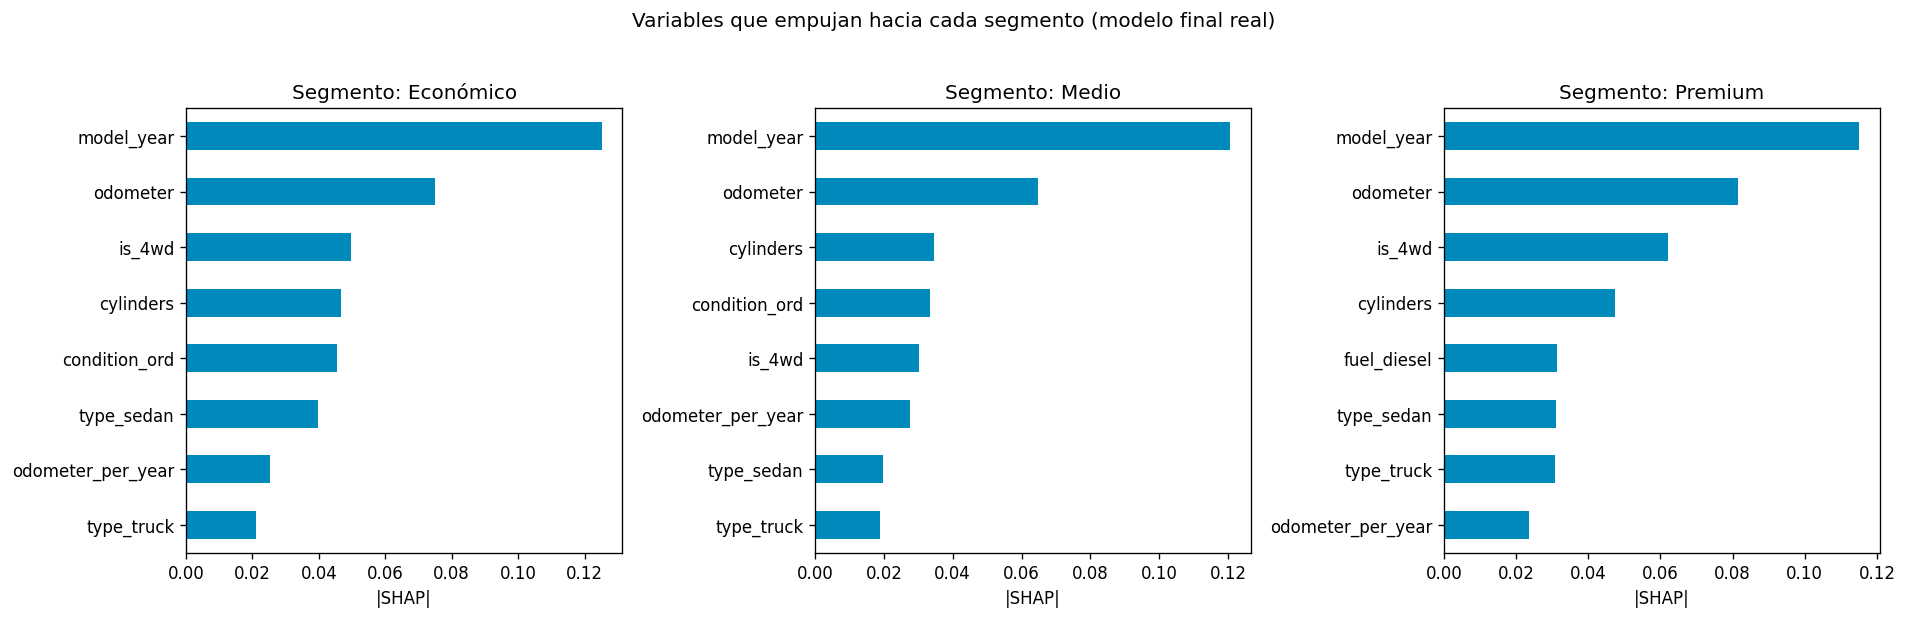 Variables que empujan hacia cada segmento (modelo final real)
Segmento: Económico
model_year
odometer
is_4wd
cylinders
condition_ord
type_sedan
odometer_per_year
type_truck
0.00 0.02 0.04 0.06 0.08 0.10 0.12
|SHAP|
Segmento: Medio
model_year
odometer
cylinders
condition_ord
is_4wd
odometer_per_year
type_sedan
type_truck
0.00 0.02 0.04 0.06 0.08 0.10 0.12
|SHAP|
Segmento: Premium
model_year
odometer
is_4wd
cylinders
fuel_diesel
type_sedan
type_truck
odometer_per_year
0.00 0.02 0.04 0.06 0.08 0.10 0.12
|SHAP|